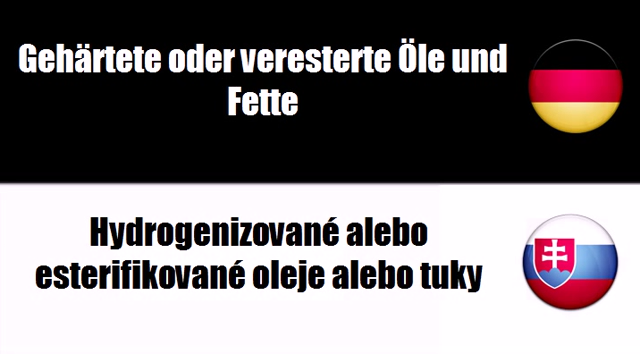 Gehärtete oder veresterte Öle und
Fette
Hydrogenizované alebo
esterifikované oleje alebo tuky